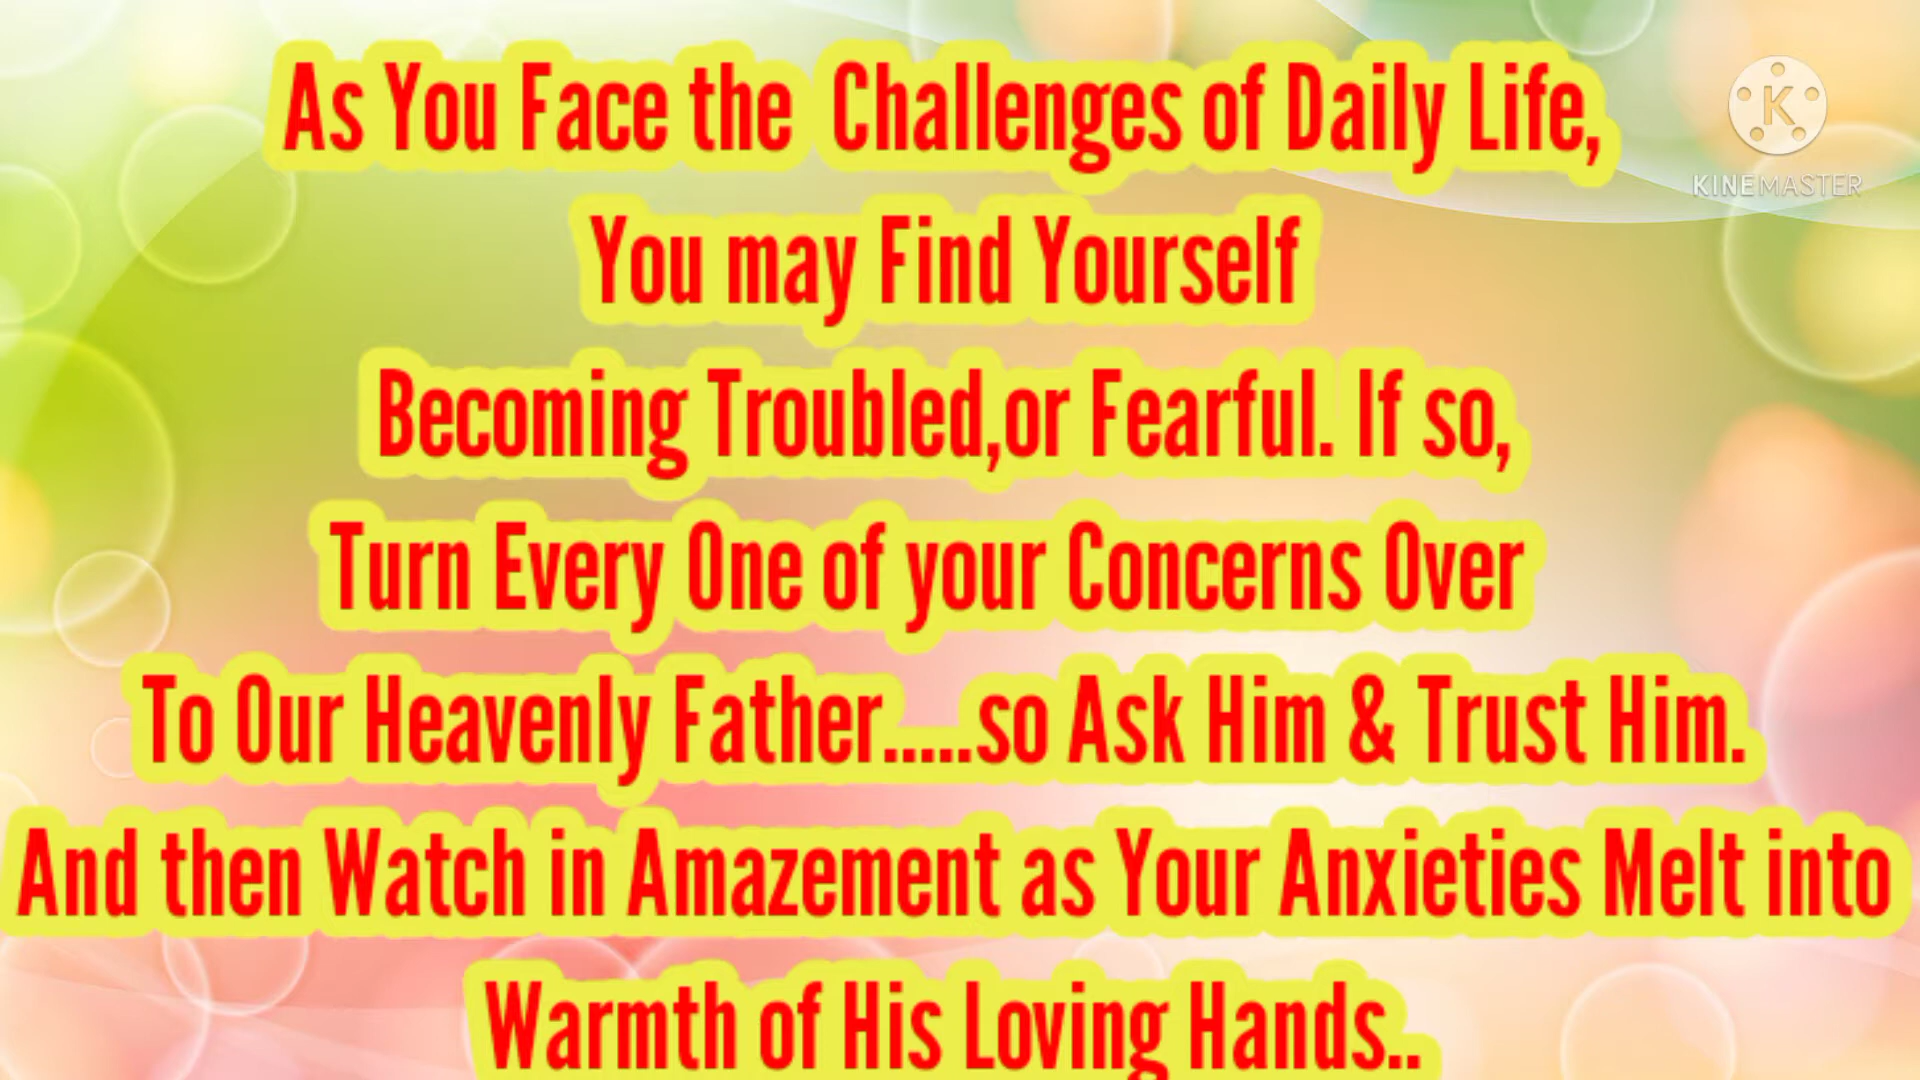 As You Face the  Challenges of Daily Life,
You may Find Yourself
Becoming Troubled,or Fearful. If so,
Turn Every One of your Concerns Over
To Our Heavenly Father.....so Ask Him & Trust Him.
And then Watch in Amazement as Your Anxieties Melt into
Warmth of His Loving Hands..
K
KINEMASTER